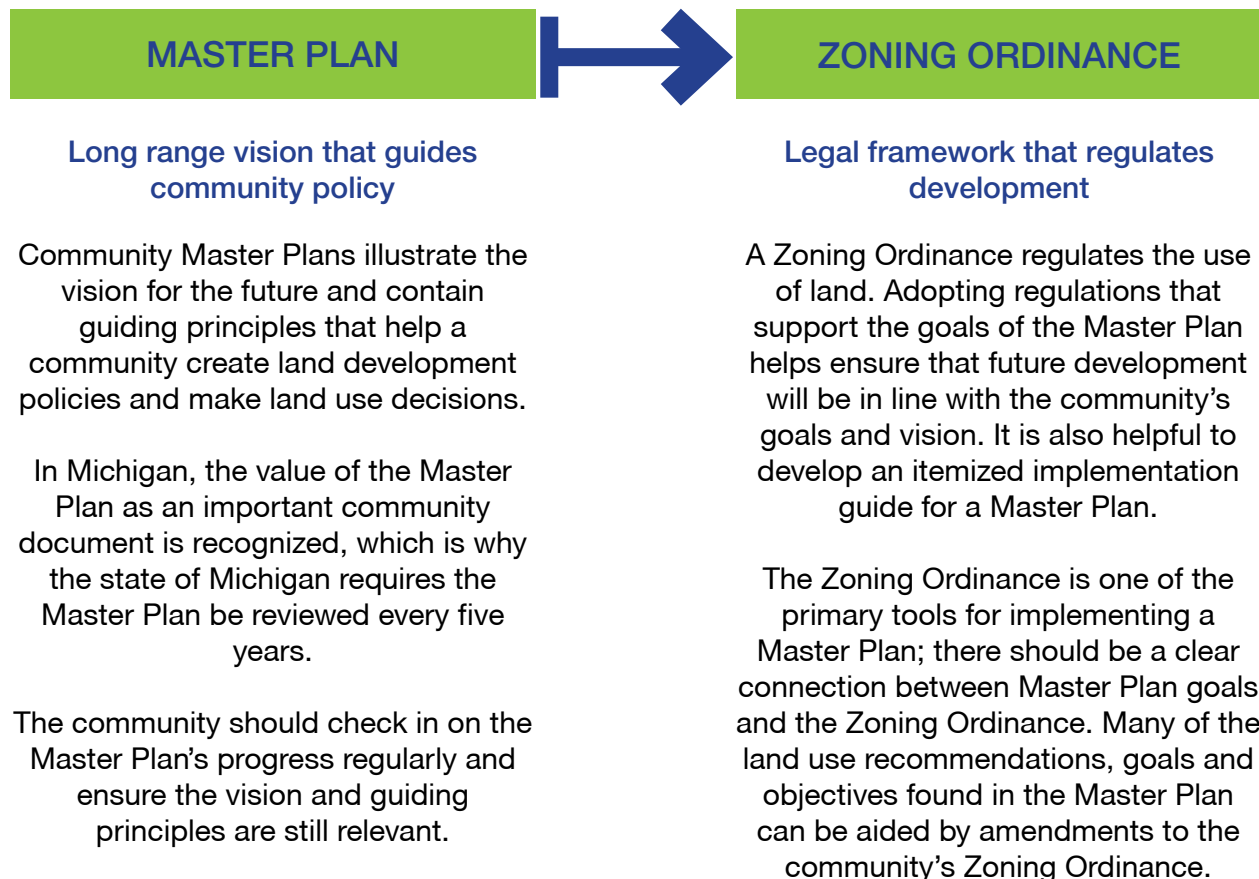 MASTER PLAN
Long range vision that guides
community policy
Community Master Plans illustrate the
vision for the future and contain
guiding principles that help a
community create land development
policies and make land use decisions.
In Michigan, the value of the Master
Plan as an important community
document is recognized, which is why
the state of Michigan requires the
Master Plan be reviewed every five
years.
The community should check in on the
Master Plan’s progress regularly and
ensure the vision and guiding
principles are still relevant.
ZONING ORDINANCE
Legal framework that regulates
development
A Zoning Ordinance regulates the use
of land. Adopting regulations that
support the goals of the Master Plan
helps ensure that future development
will be in line with the community’s
goals and vision. It is also helpful to
develop an itemized implementation
guide for a Master Plan.
The Zoning Ordinance is one of the
primary tools for implementing a
Master Plan; there should be a clear
connection between Master Plan goals
and the Zoning Ordinance. Many of the
land use recommendations, goals and
objectives found in the Master Plan
can be aided by amendments to the
community’s Zoning Ordinance.